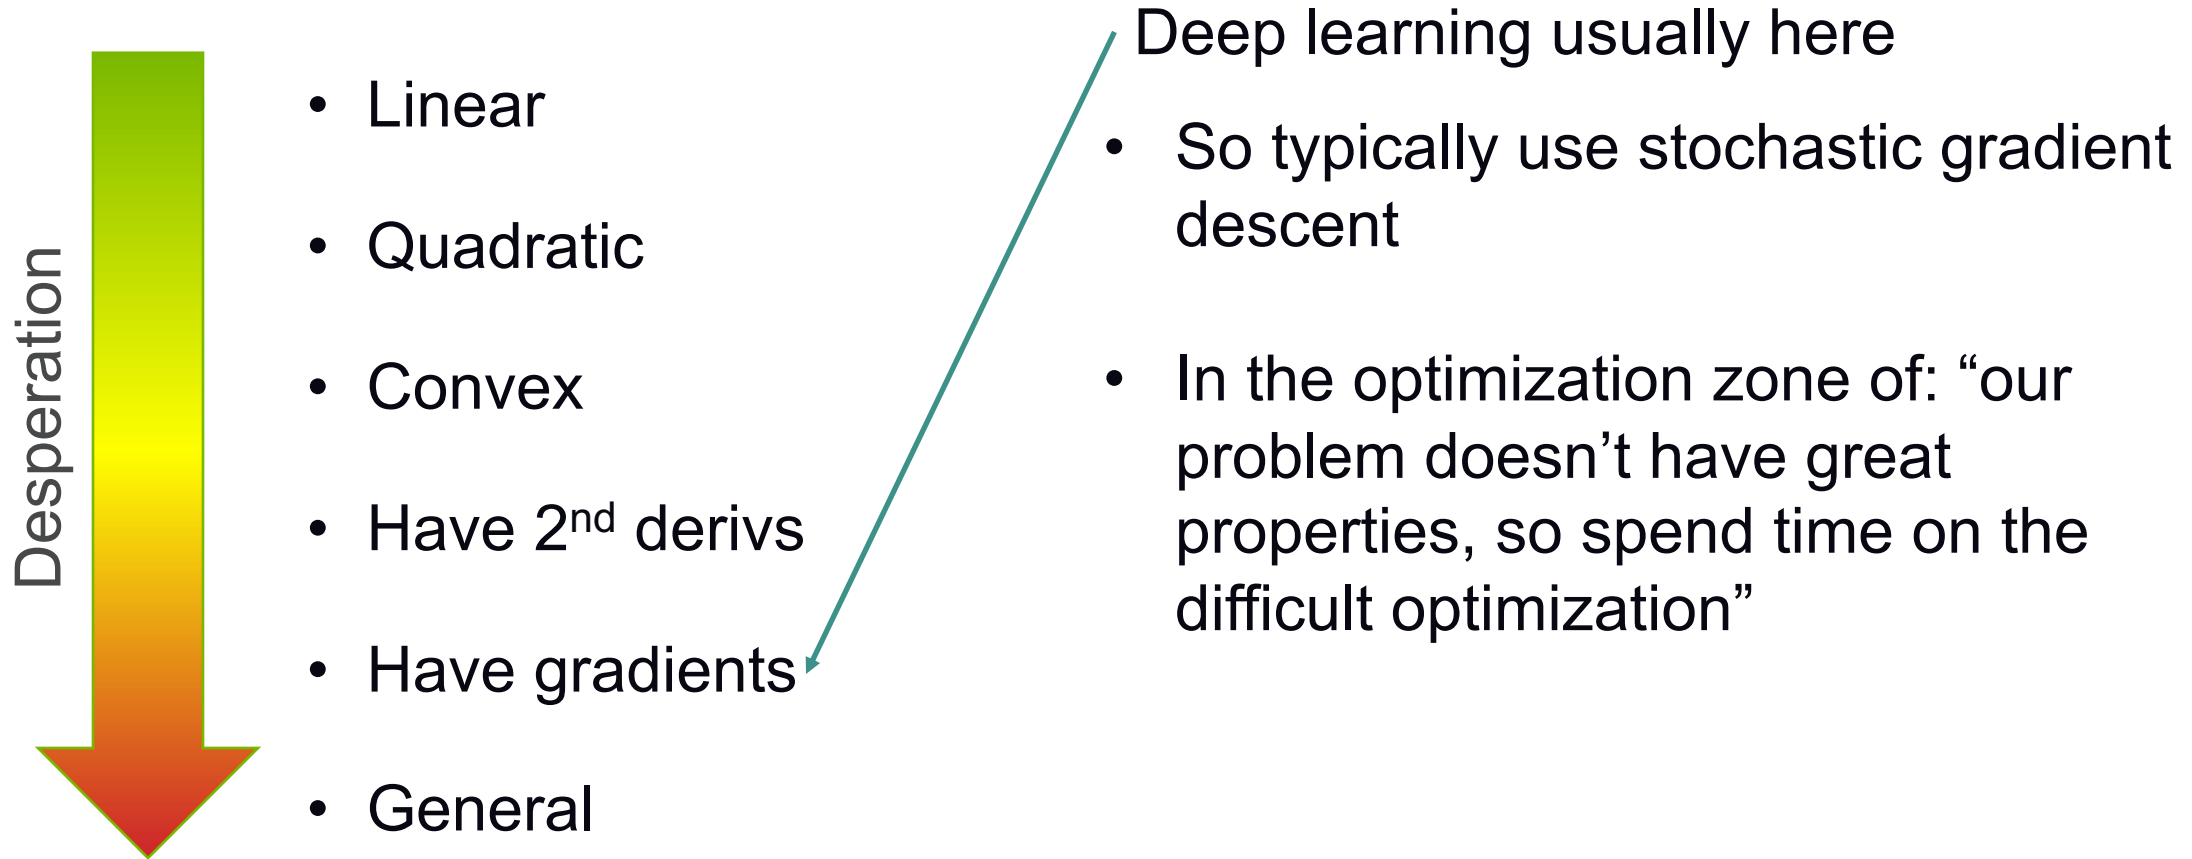 Desperation
• Linear
• Quadratic
• Convex
• Have 2nd derivs
• Have gradients
• General
Deep learning usually here
• So typically use stochastic gradient
descent
• In the optimization zone of: “our
problem doesn’t have great
properties, so spend time on the
difficult optimization”